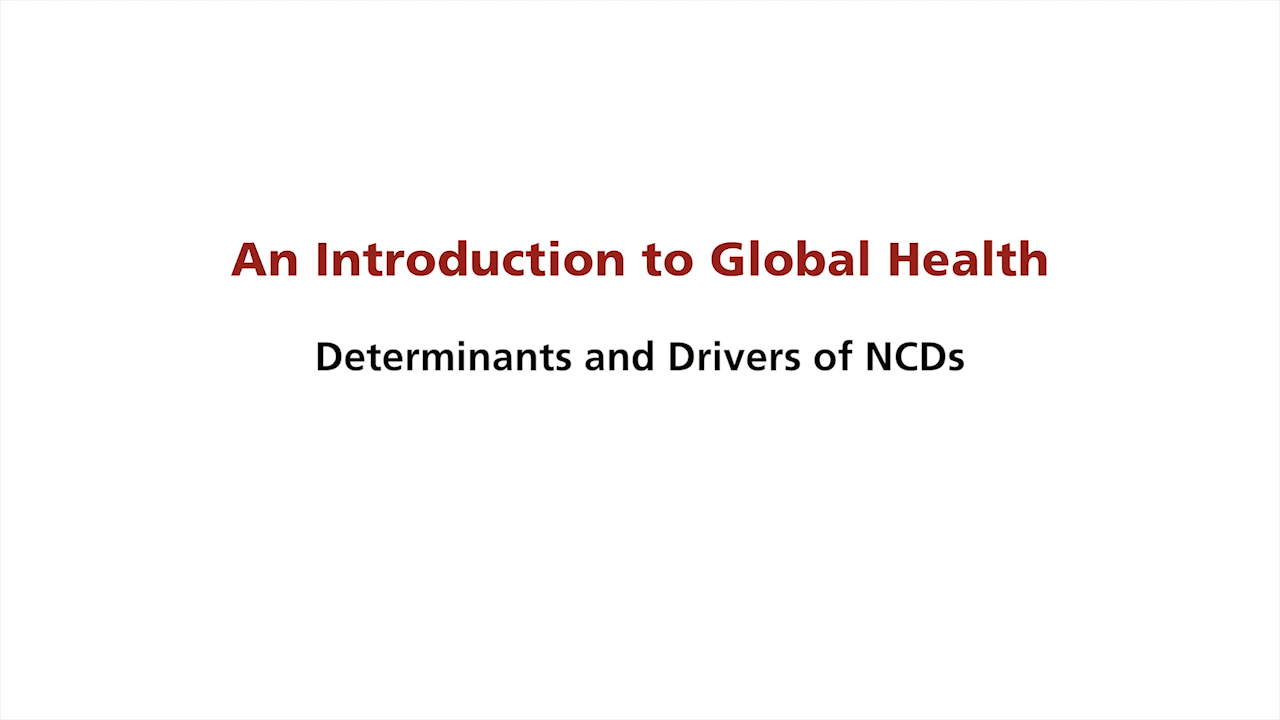 An Introduction to Global Health
Determinants and Drivers of NCDs